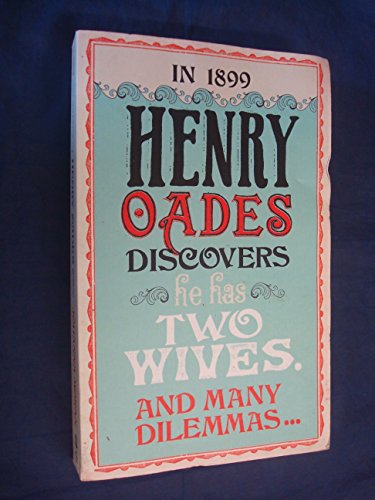 IN 1899
HENRY
OADES
DISCOVERS
he has
TWO
WIVES.
AND MANY
DILEMMAS...